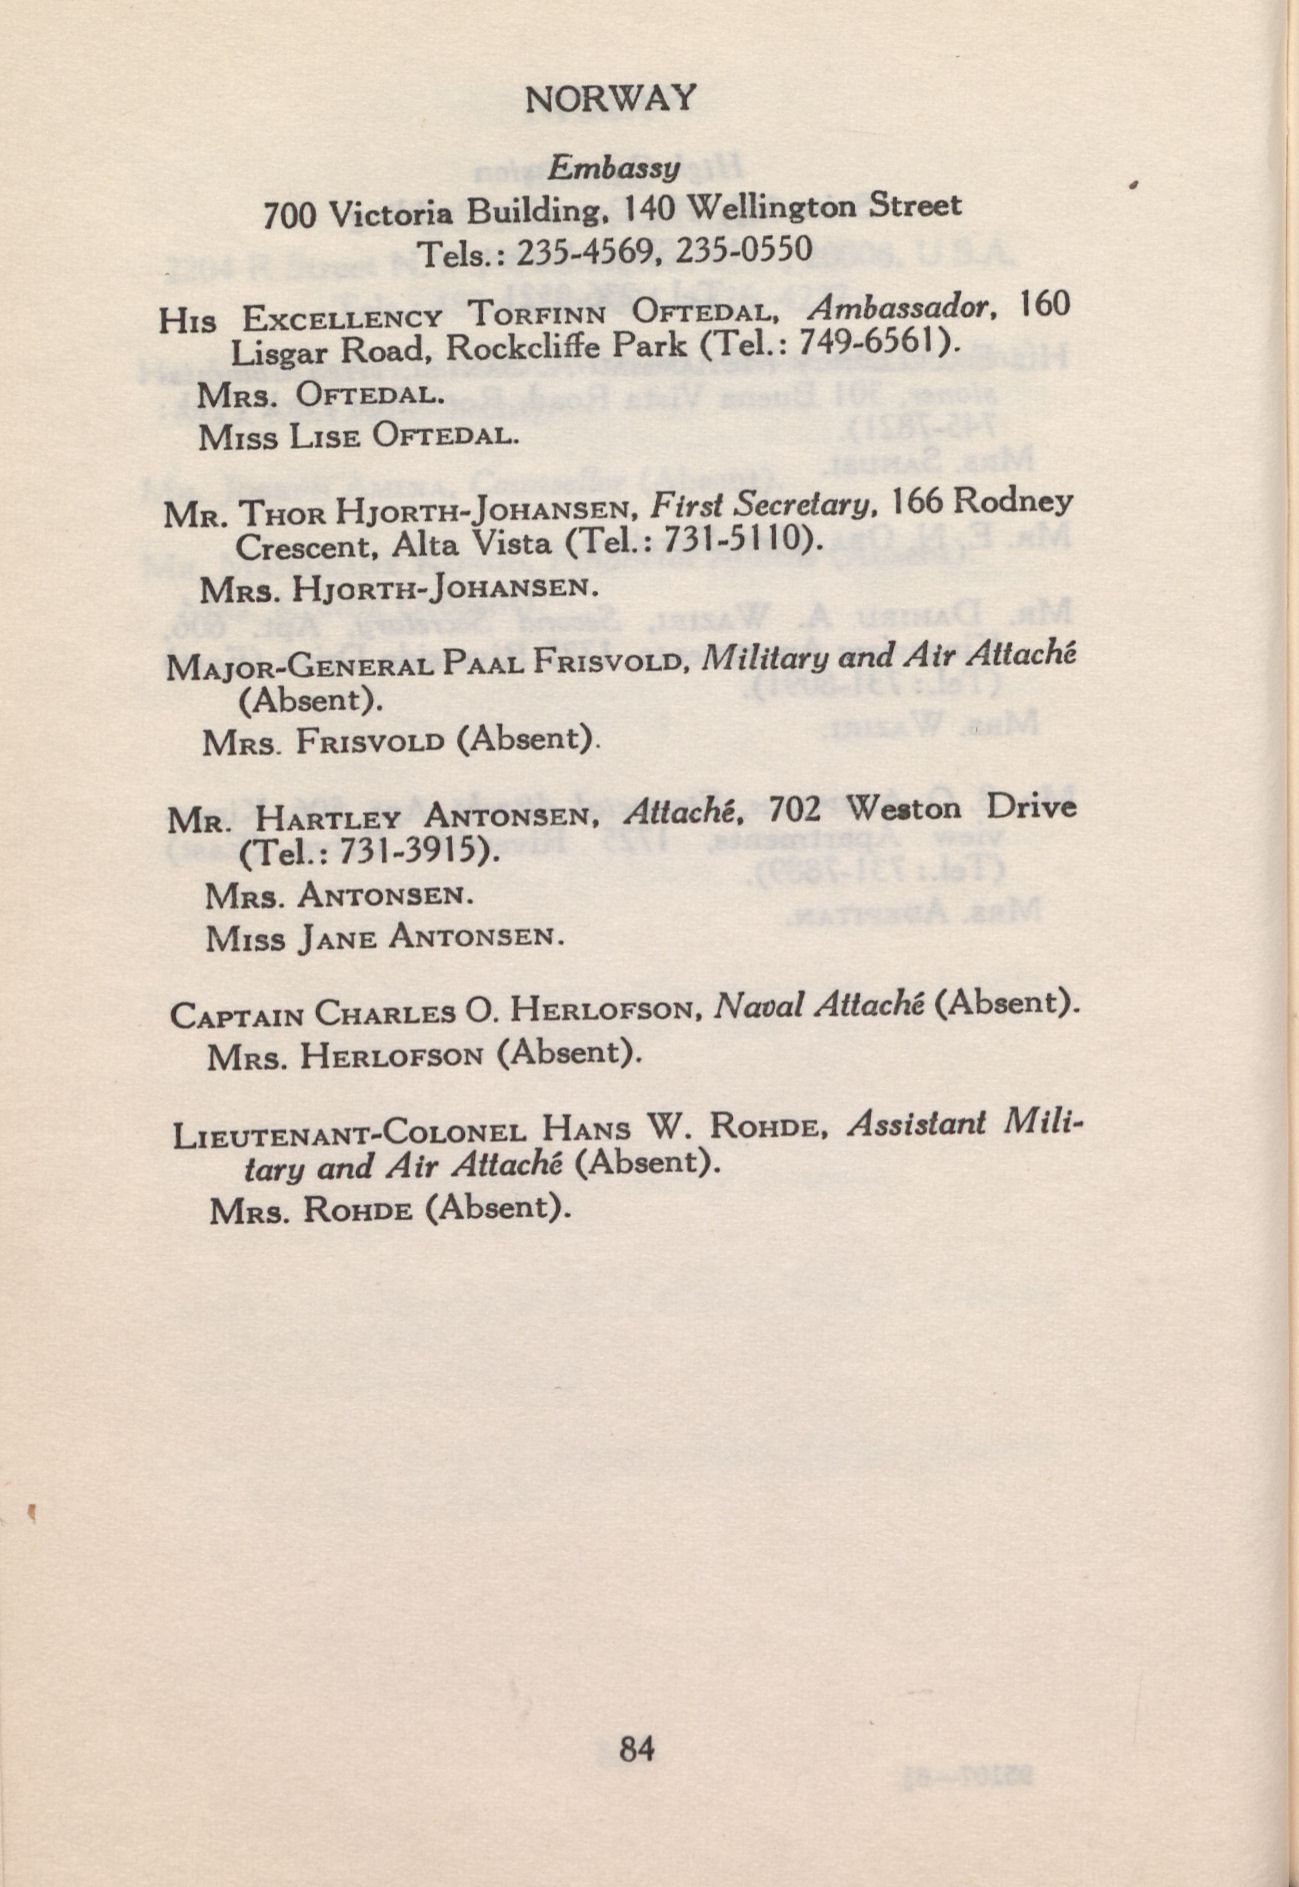 NORWAY
Embassy
700 Victoria Building, 140 Wellington Street
Tels.: 235-4569, 235-0550
His Excellency Torfinn Oftedal, Ambassador, 160
Lisgar Road, Rockcliffe Park (Tel.: 749-6561).
Mrs. Oftedal.
Miss Lise Oftedal.
Mr. Thor Hjorth-Johansen, First Secretary, 166 Rodney
Crescent, Alta Vista (Tel.: 731-5110).
Mrs. Hjorth-Johansen.
Major-General Paal Frisvold, Military and Air Attaché
(Absent).
Mrs. Frisvold (Absent).
Mr. Hartley Antonsen, Attaché, 702 Weston Drive
(Tel.: 731-3915).
Mrs. Antonsen.
Miss Jane Antonsen.
Captain Charles O. Herlofson, Naval Attaché (Absent).
Mrs. Herlofson (Absent).
Lieutenant-Colonel Hans W. Rohde, Assistant Mili-
tary and Air Attaché (Absent).
Mrs. Rohde (Absent).
84